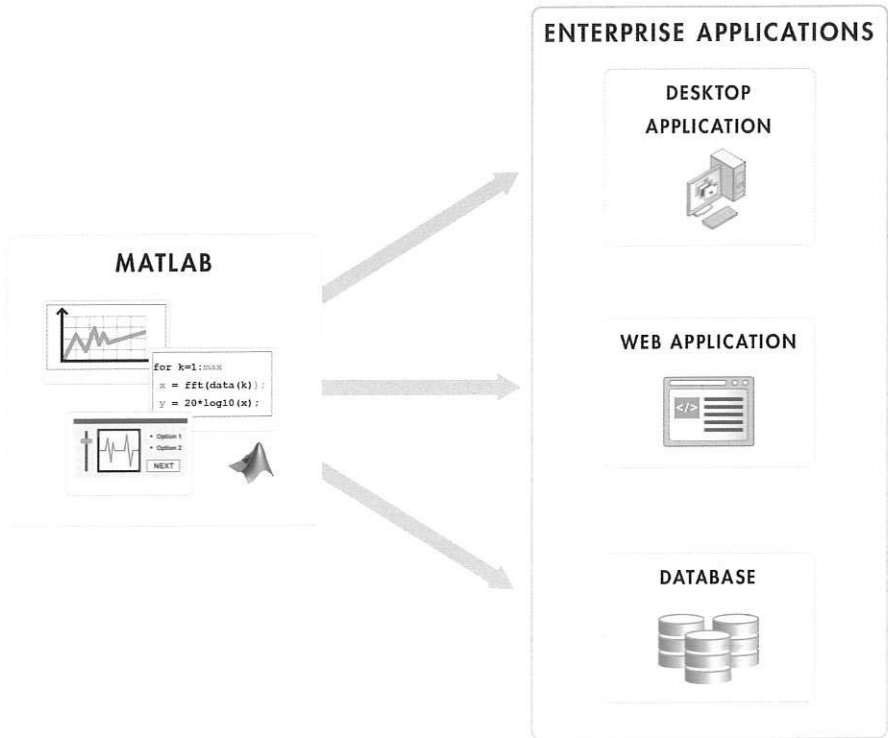 ENTERPRISE APPLICATIONS
DESKTOP
APPLICATION
MATLAB
for k=1:max
x = fft(data(k));
y = 20*log10(x);
• Option 1
• Option 2
NEXT
WEB APPLICATION
</>
DATABASE